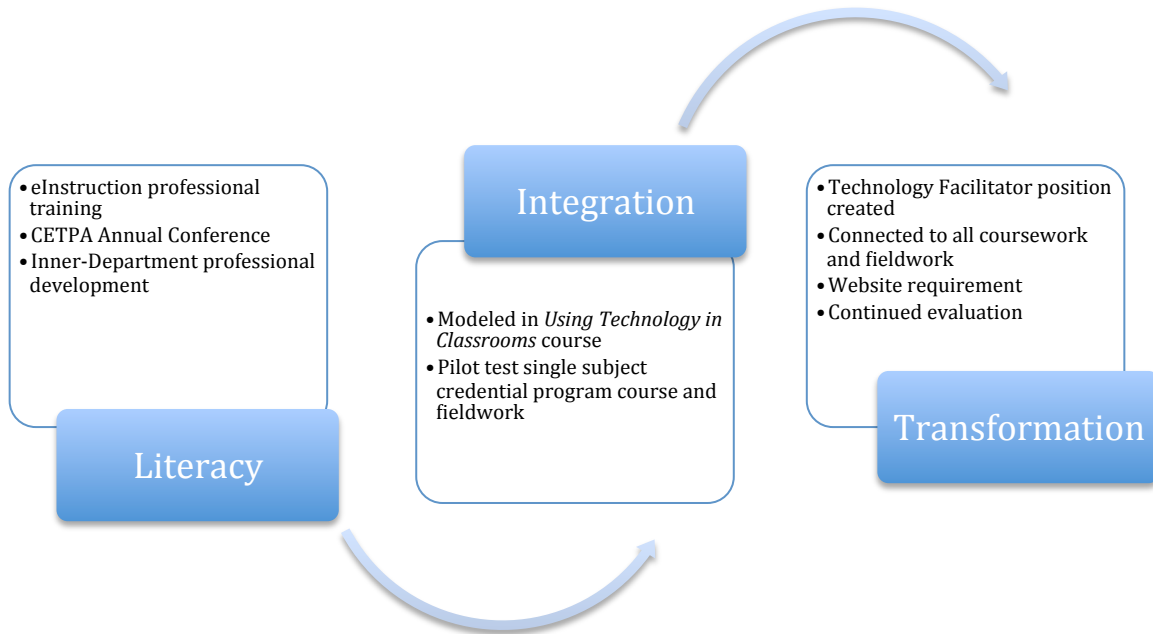 • eInstruction professional
training
• CETPA Annual Conference
• Inner-Department professional
development
Literacy
Integration
• Modeled in Using Technology in
Classrooms course
• Pilot test single subject
credential program course and
fieldwork
• Technology Facilitator position
created
• Connected to all coursework
and fieldwork
• Website requirement
• Continued evaluation
Transformation